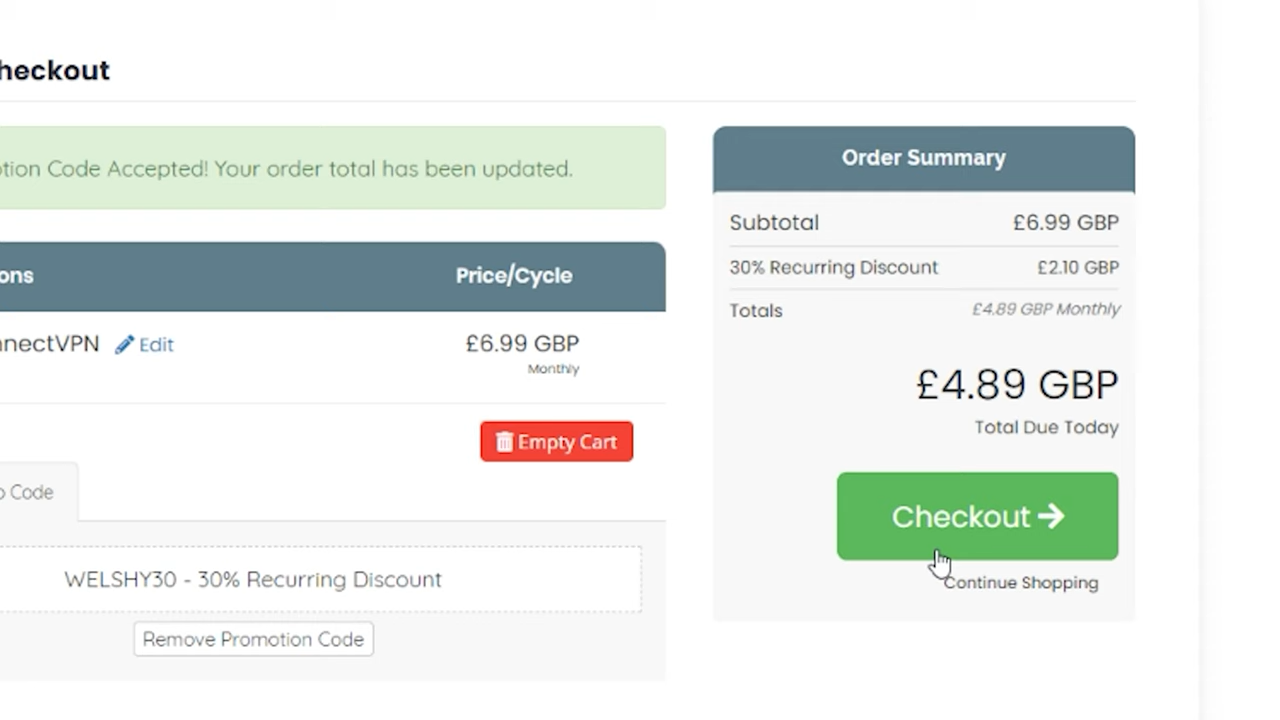 heckout
tion Code Accepted! Your order total has been updated.
ons
Price/Cycle
nnectVPN
Edit
£6.99 GBP
Monthly
Empty Cart
o Code
WELSHY30 - 30% Recurring Discount
Remove Promotion Code
Order Summary
Subtotal £6.99 GBP
30% Recurring Discount £2.10 GBP
Totals £4.89 GBP Monthly
£4.89 GBP
Total Due Today
Checkout
Continue Shopping